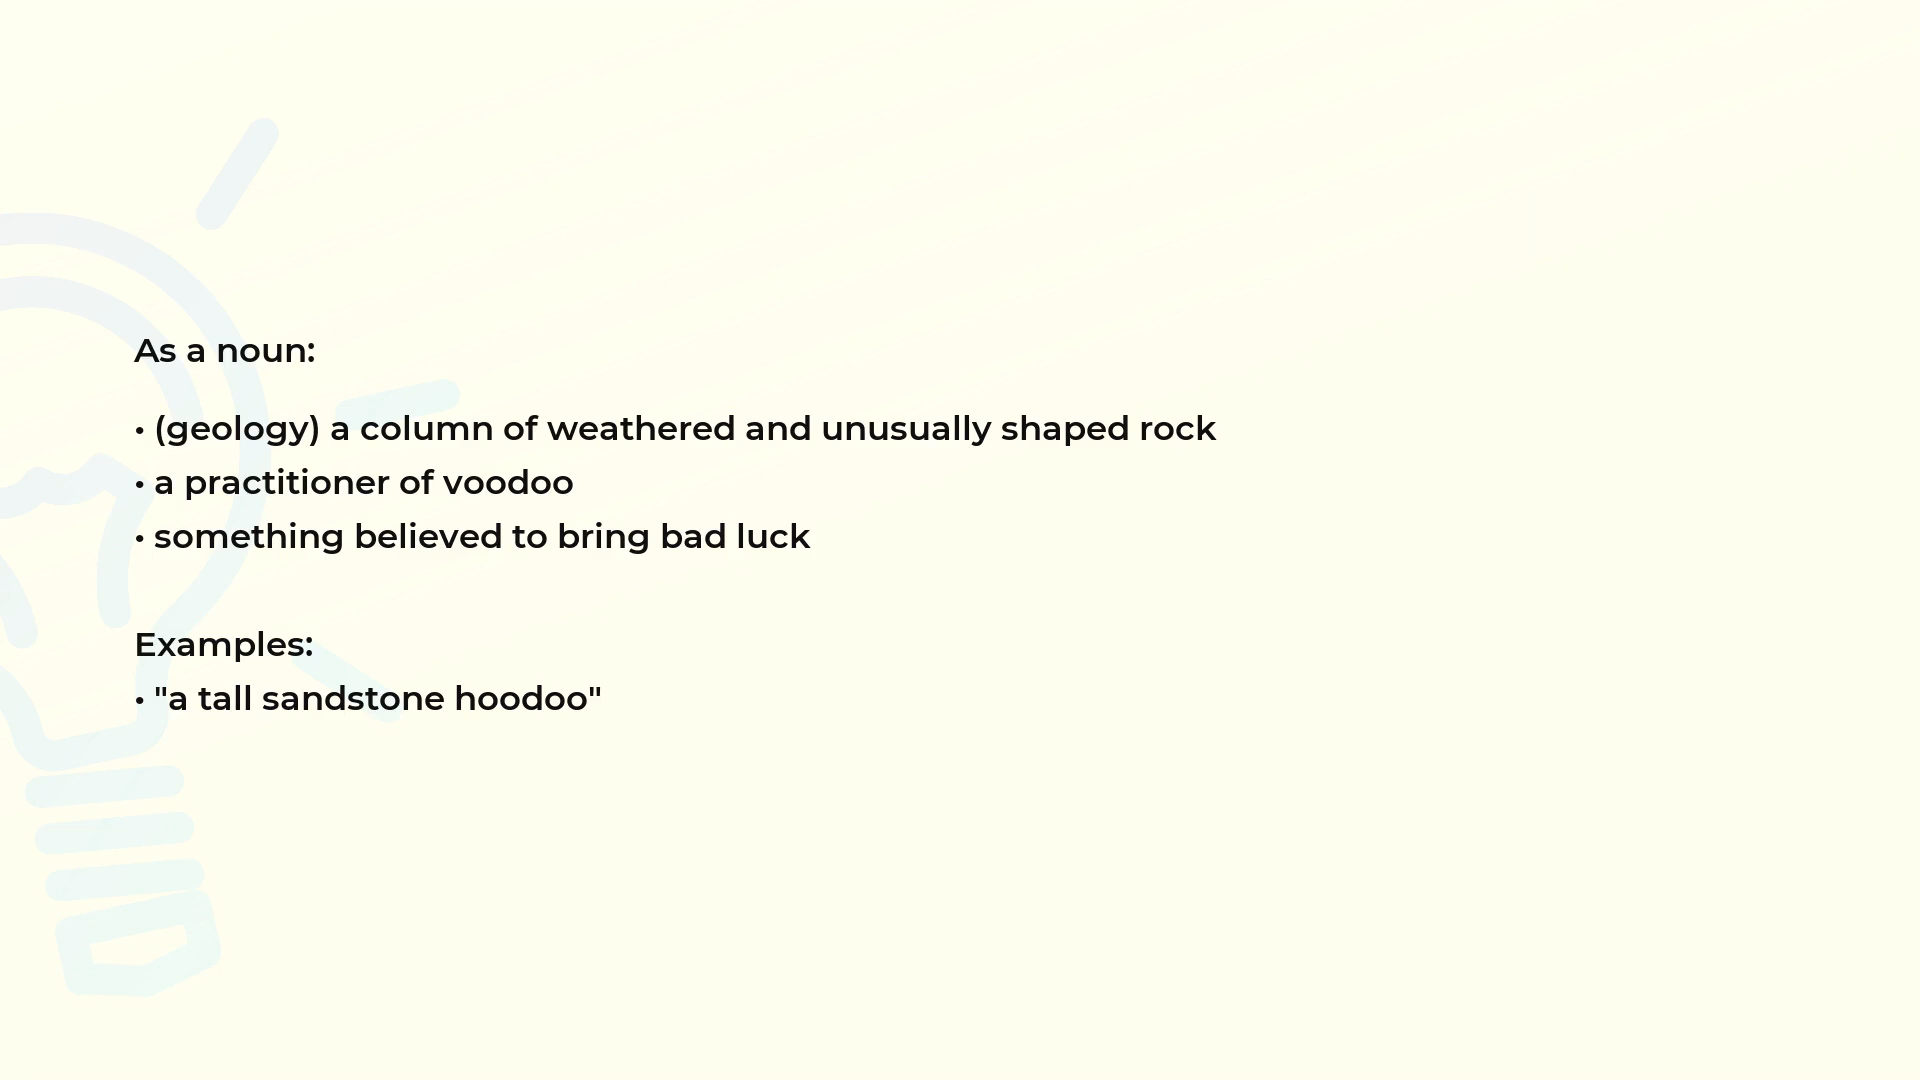 As a noun:
• (geology) a column of weathered and unusually shaped rock
• a practitioner of voodoo
• something believed to bring bad luck
Examples:
• "a tall sandstone hoodoo"